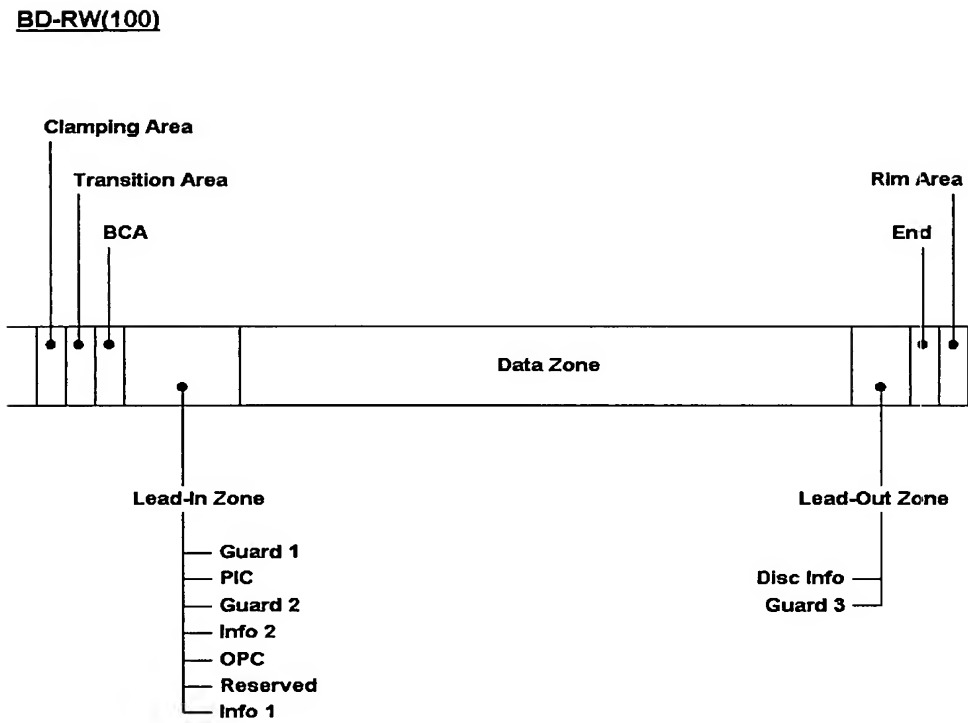 BD-RW(100)
Clamping Area
Transition Area
Rim Area
BCA
End
Data Zone
Lead-In Zone
Lead-Out Zone
Guard 1
PIC
Disc Info
Guard 2
Guard 3
Info 2
OPC
Reserved
Info 1